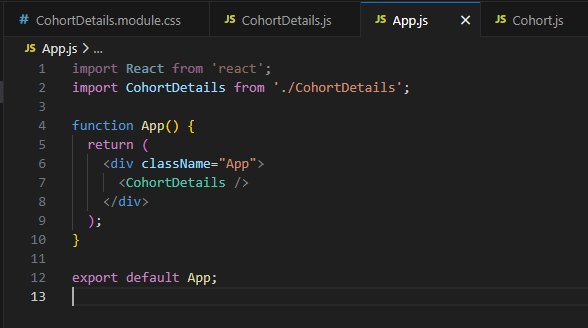 # CohortDetails.module.css JS CohortDetails.js JS App.js × JS Cohort.js
JS App.js > ...
1 import React from 'react';
2 import CohortDetails from './CohortDetails';
3
4 function App() {
5 return (
6 <div className="App">
7 <CohortDetails />
8 </div>
9 );
10 }
11
12 export default App;
13